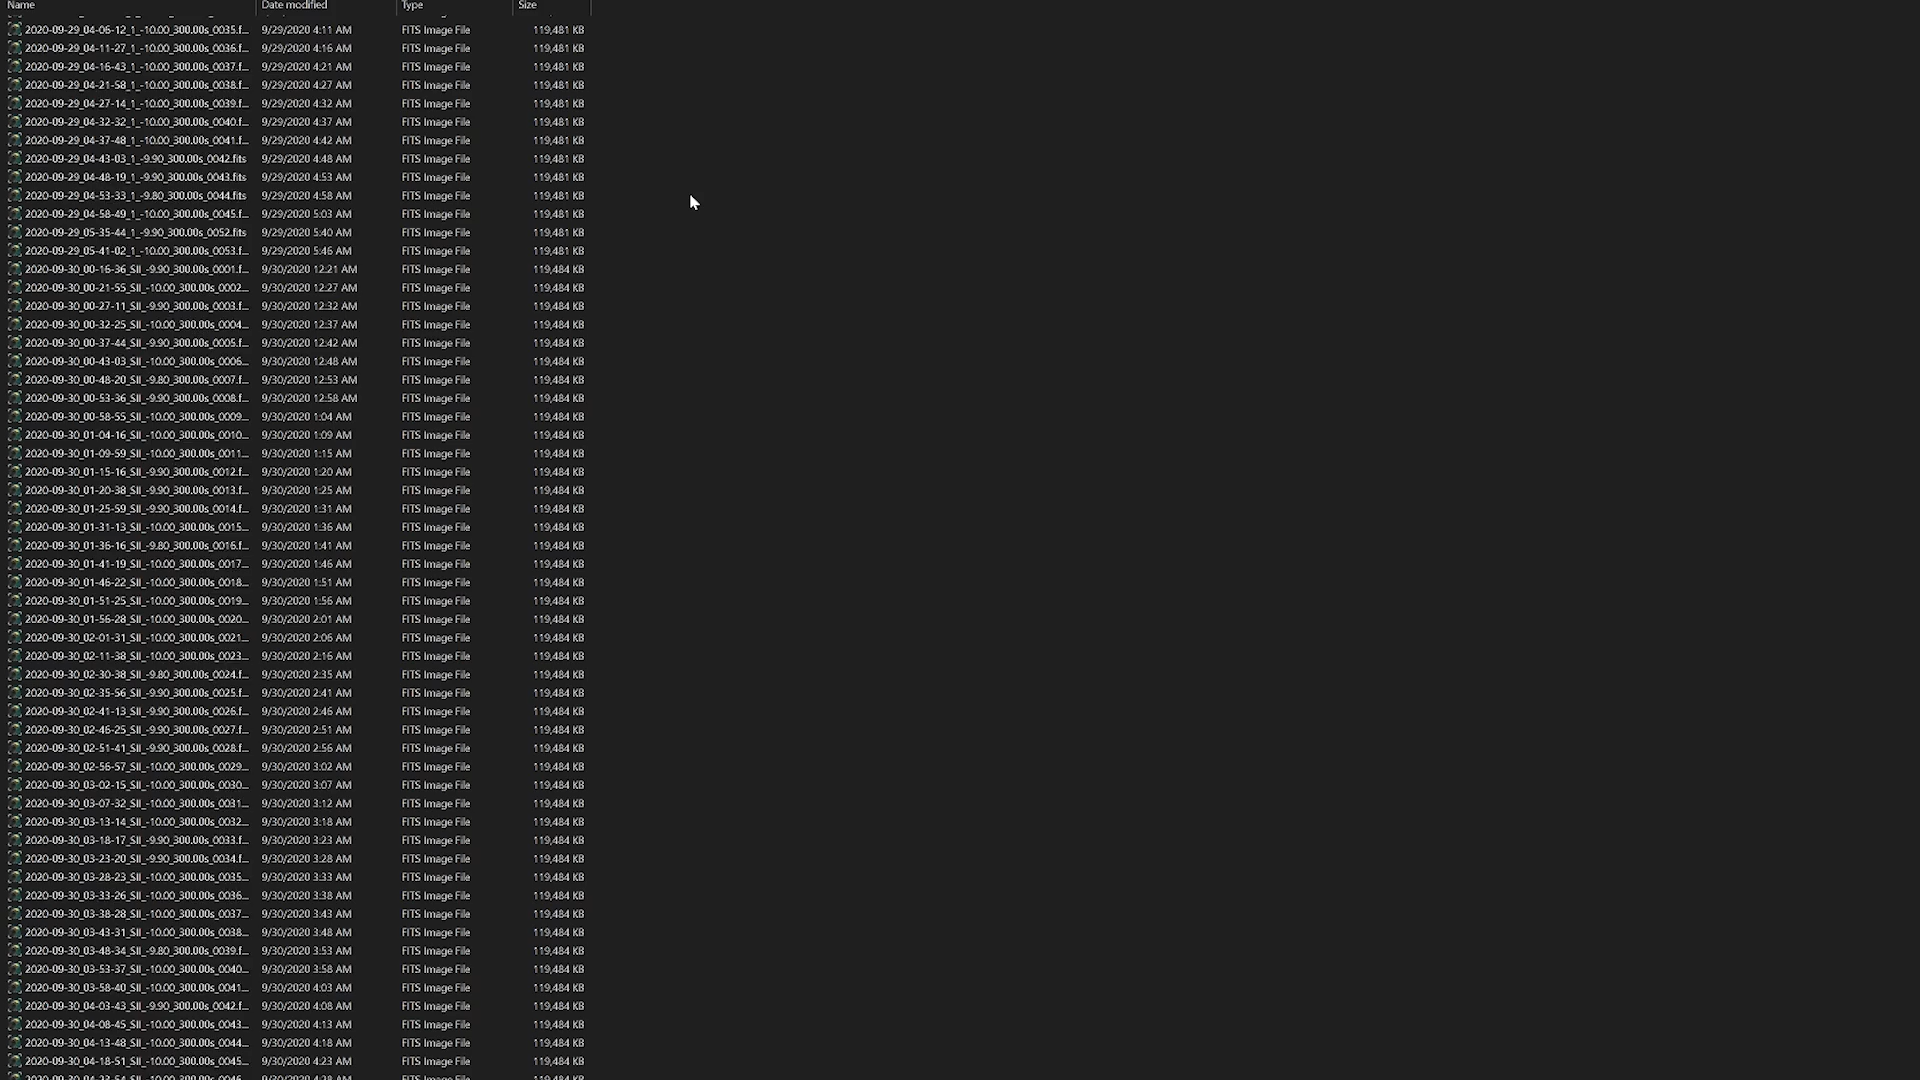 Name Date modified Type Size
2020-09-29_04-06-12_1_-10.00_300.00s_0035.f... 9/29/2020 4:11 AM FITS Image File 119,481 KB
2020-09-29_04-11-27_1_-10.00_300.00s_0036.f... 9/29/2020 4:16 AM FITS Image File 119,481 KB
2020-09-29_04-16-43_1_-10.00_300.00s_0037.f... 9/29/2020 4:21 AM FITS Image File 119,481 KB
2020-09-29_04-21-58_1_-10.00_300.00s_0038.f... 9/29/2020 4:27 AM FITS Image File 119,481 KB
2020-09-29_04-27-14_1_-10.00_300.00s_0039.f... 9/29/2020 4:32 AM FITS Image File 119,481 KB
2020-09-29_04-32-32_1_-10.00_300.00s_0040.f... 9/29/2020 4:37 AM FITS Image File 119,481 KB
2020-09-29_04-37-48_1_-10.00_300.00s_0041.f... 9/29/2020 4:42 AM FITS Image File 119,481 KB
2020-09-29_04-43-03_1_-9.90_300.00s_0042.fits 9/29/2020 4:48 AM FITS Image File 119,481 KB
2020-09-29_04-48-19_1_-9.90_300.00s_0043.fits 9/29/2020 4:53 AM FITS Image File 119,481 KB
2020-09-29_04-53-33_1_-9.80_300.00s_0044.fits 9/29/2020 4:58 AM FITS Image File 119,481 KB
2020-09-29_04-58-49_1_-10.00_300.00s_0045.f... 9/29/2020 5:03 AM FITS Image File 119,481 KB
2020-09-29_05-35-44_1_-9.90_300.00s_0052.fits 9/29/2020 5:40 AM FITS Image File 119,481 KB
2020-09-29_05-41-02_1_-10.00_300.00s_0053.f... 9/29/2020 5:46 AM FITS Image File 119,481 KB
2020-09-30_00-16-36_SII_-9.90_300.00s_0001.f... 9/30/2020 12:21 AM FITS Image File 119,484 KB
2020-09-30_00-21-55_SII_-10.00_300.00s_0002... 9/30/2020 12:27 AM FITS Image File 119,484 KB
2020-09-30_00-27-11_SII_-9.90_300.00s_0003.f... 9/30/2020 12:32 AM FITS Image File 119,484 KB
2020-09-30_00-32-25_SII_-10.00_300.00s_0004... 9/30/2020 12:37 AM FITS Image File 119,484 KB
2020-09-30_00-37-44_SII_-9.90_300.00s_0005.f... 9/30/2020 12:42 AM FITS Image File 119,484 KB
2020-09-30_00-43-03_SII_-10.00_300.00s_0006... 9/30/2020 12:48 AM FITS Image File 119,484 KB
2020-09-30_00-48-20_SII_-9.80_300.00s_0007.f... 9/30/2020 12:53 AM FITS Image File 119,484 KB
2020-09-30_00-53-36_SII_-9.90_300.00s_0008.f... 9/30/2020 12:58 AM FITS Image File 119,484 KB
2020-09-30_00-58-55_SII_-10.00_300.00s_0009... 9/30/2020 1:04 AM FITS Image File 119,484 KB
2020-09-30_01-04-16_SII_-10.00_300.00s_0010... 9/30/2020 1:09 AM FITS Image File 119,484 KB
2020-09-30_01-09-59_SII_-10.00_300.00s_0011... 9/30/2020 1:15 AM FITS Image File 119,484 KB
2020-09-30_01-15-16_SII_-9.90_300.00s_0012.f... 9/30/2020 1:20 AM FITS Image File 119,484 KB
2020-09-30_01-20-38_SII_-9.90_300.00s_0013.f... 9/30/2020 1:25 AM FITS Image File 119,484 KB
2020-09-30_01-25-59_SII_-9.90_300.00s_0014.f... 9/30/2020 1:31 AM FITS Image File 119,484 KB
2020-09-30_01-31-13_SII_-10.00_300.00s_0015... 9/30/2020 1:36 AM FITS Image File 119,484 KB
2020-09-30_01-36-16_SII_-9.80_300.00s_0016.f... 9/30/2020 1:41 AM FITS Image File 119,484 KB
2020-09-30_01-41-19_SII_-10.00_300.00s_0017... 9/30/2020 1:46 AM FITS Image File 119,484 KB
2020-09-30_01-46-22_SII_-10.00_300.00s_0018... 9/30/2020 1:51 AM FITS Image File 119,484 KB
2020-09-30_01-51-25_SII_-10.00_300.00s_0019... 9/30/2020 1:56 AM FITS Image File 119,484 KB
2020-09-30_01-56-28_SII_-10.00_300.00s_0020... 9/30/2020 2:01 AM FITS Image File 119,484 KB
2020-09-30_02-01-31_SII_-10.00_300.00s_0021... 9/30/2020 2:06 AM FITS Image File 119,484 KB
2020-09-30_02-11-38_SII_-10.00_300.00s_0023... 9/30/2020 2:16 AM FITS Image File 119,484 KB
2020-09-30_02-30-38_SII_-9.80_300.00s_0024.f... 9/30/2020 2:35 AM FITS Image File 119,484 KB
2020-09-30_02-35-56_SII_-9.90_300.00s_0025.f... 9/30/2020 2:41 AM FITS Image File 119,484 KB
2020-09-30_02-41-13_SII_-9.90_300.00s_0026.f... 9/30/2020 2:46 AM FITS Image File 119,484 KB
2020-09-30_02-46-25_SII_-9.90_300.00s_0027.f... 9/30/2020 2:51 AM FITS Image File 119,484 KB
2020-09-30_02-51-41_SII_-9.90_300.00s_0028.f... 9/30/2020 2:56 AM FITS Image File 119,484 KB
2020-09-30_02-56-57_SII_-10.00_300.00s_0029... 9/30/2020 3:02 AM FITS Image File 119,484 KB
2020-09-30_03-02-15_SII_-10.00_300.00s_0030... 9/30/2020 3:07 AM FITS Image File 119,484 KB
2020-09-30_03-07-32_SII_-10.00_300.00s_0031... 9/30/2020 3:12 AM FITS Image File 119,484 KB
2020-09-30_03-13-14_SII_-10.00_300.00s_0032... 9/30/2020 3:18 AM FITS Image File 119,484 KB
2020-09-30_03-18-17_SII_-9.90_300.00s_0033.f... 9/30/2020 3:23 AM FITS Image File 119,484 KB
2020-09-30_03-23-20_SII_-9.90_300.00s_0034.f... 9/30/2020 3:28 AM FITS Image File 119,484 KB
2020-09-30_03-28-23_SII_-10.00_300.00s_0035... 9/30/2020 3:33 AM FITS Image File 119,484 KB
2020-09-30_03-33-26_SII_-10.00_300.00s_0036... 9/30/2020 3:38 AM FITS Image File 119,484 KB
2020-09-30_03-38-28_SII_-10.00_300.00s_0037... 9/30/2020 3:43 AM FITS Image File 119,484 KB
2020-09-30_03-43-31_SII_-10.00_300.00s_0038... 9/30/2020 3:48 AM FITS Image File 119,484 KB
2020-09-30_03-48-34_SII_-9.80_300.00s_0039.f... 9/30/2020 3:53 AM FITS Image File 119,484 KB
2020-09-30_03-53-37_SII_-10.00_300.00s_0040... 9/30/2020 3:58 AM FITS Image File 119,484 KB
2020-09-30_03-58-40_SII_-10.00_300.00s_0041... 9/30/2020 4:03 AM FITS Image File 119,484 KB
2020-09-30_04-03-43_SII_-9.90_300.00s_0042.f... 9/30/2020 4:08 AM FITS Image File 119,484 KB
2020-09-30_04-08-45_SII_-10.00_300.00s_0043... 9/30/2020 4:13 AM FITS Image File 119,484 KB
2020-09-30_04-13-48_SII_-10.00_300.00s_0044... 9/30/2020 4:18 AM FITS Image File 119,484 KB
2020-09-30_04-18-51_SII_-10.00_300.00s_0045... 9/30/2020 4:23 AM FITS Image File 119,484 KB